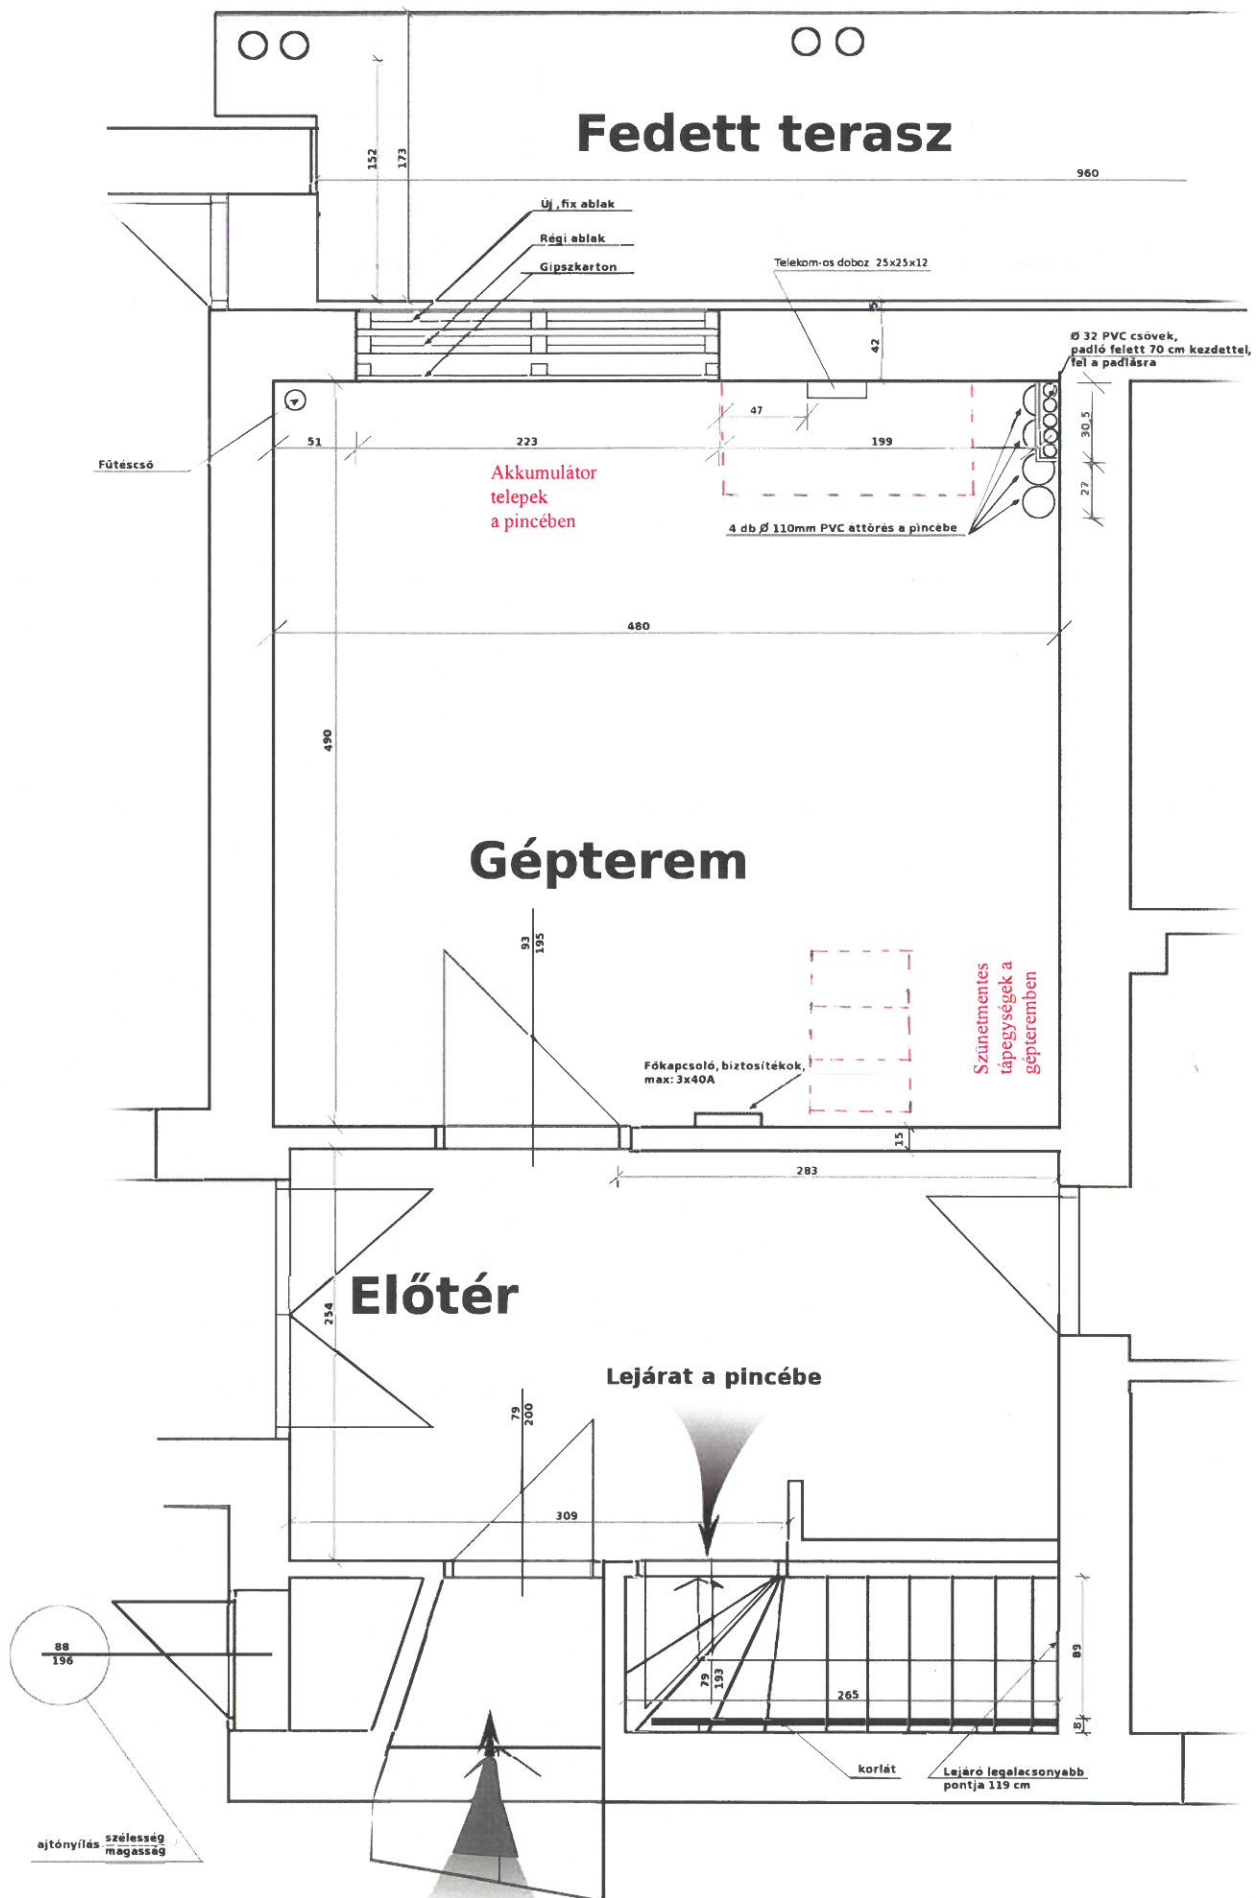 Fedett terasz
152
173
960
Új ,fix ablak
Régi ablak
Gipszkarton
Telekom-os doboz 25x25x12
5
42
Ø 32 PVC csövek,
padló felett 70 cm kezdettel,
fel a padlásra
47
51
223
199
30,5
27
Fűtéscső
Akkumulátor
telepek
a pincében
4 db Ø 110mm PVC áttörés a pincébe
480
490
Gépterem
93
195
Szünetmentes
tápegységek a
gépteremben
Főkapcsoló, biztosítékok,
max: 3x40A
15
283
Előtér
254
Lejárat a pincébe
79
200
309
88
196
79
193
265
89
8
korlát
Lejáró legalacsonyabb
pontja 119 cm
ajtónyílás
szélesség
magasság